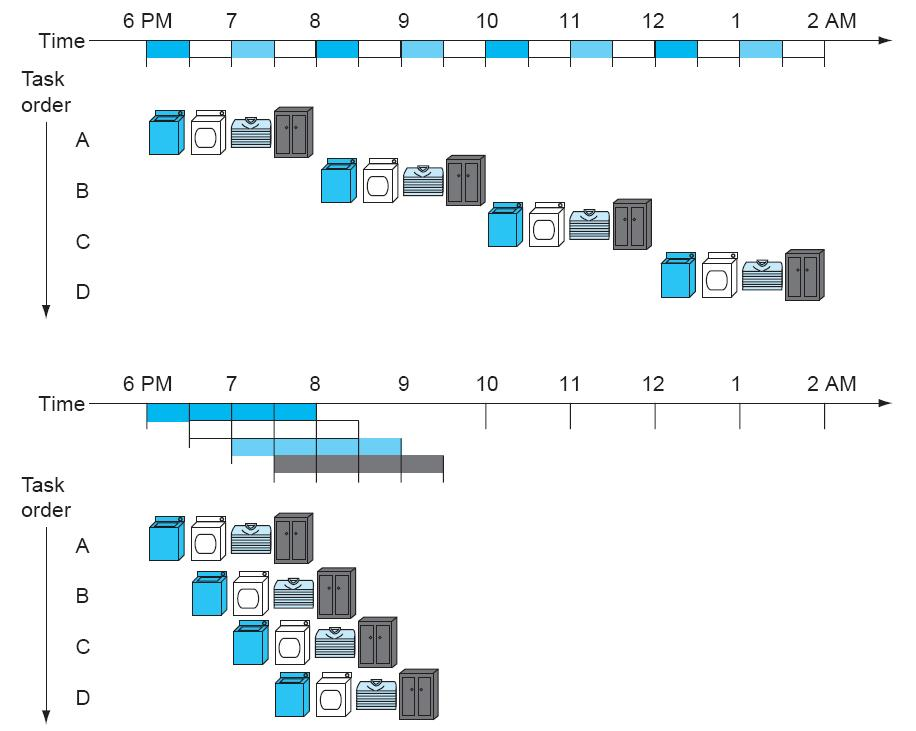 6 PM 7 8 9 10 11 12 1 2 AM
Time
Task
order
A
B
C
D
6 PM 7 8 9 10 11 12 1 2 AM
Time
Task
order
A
B
C
D